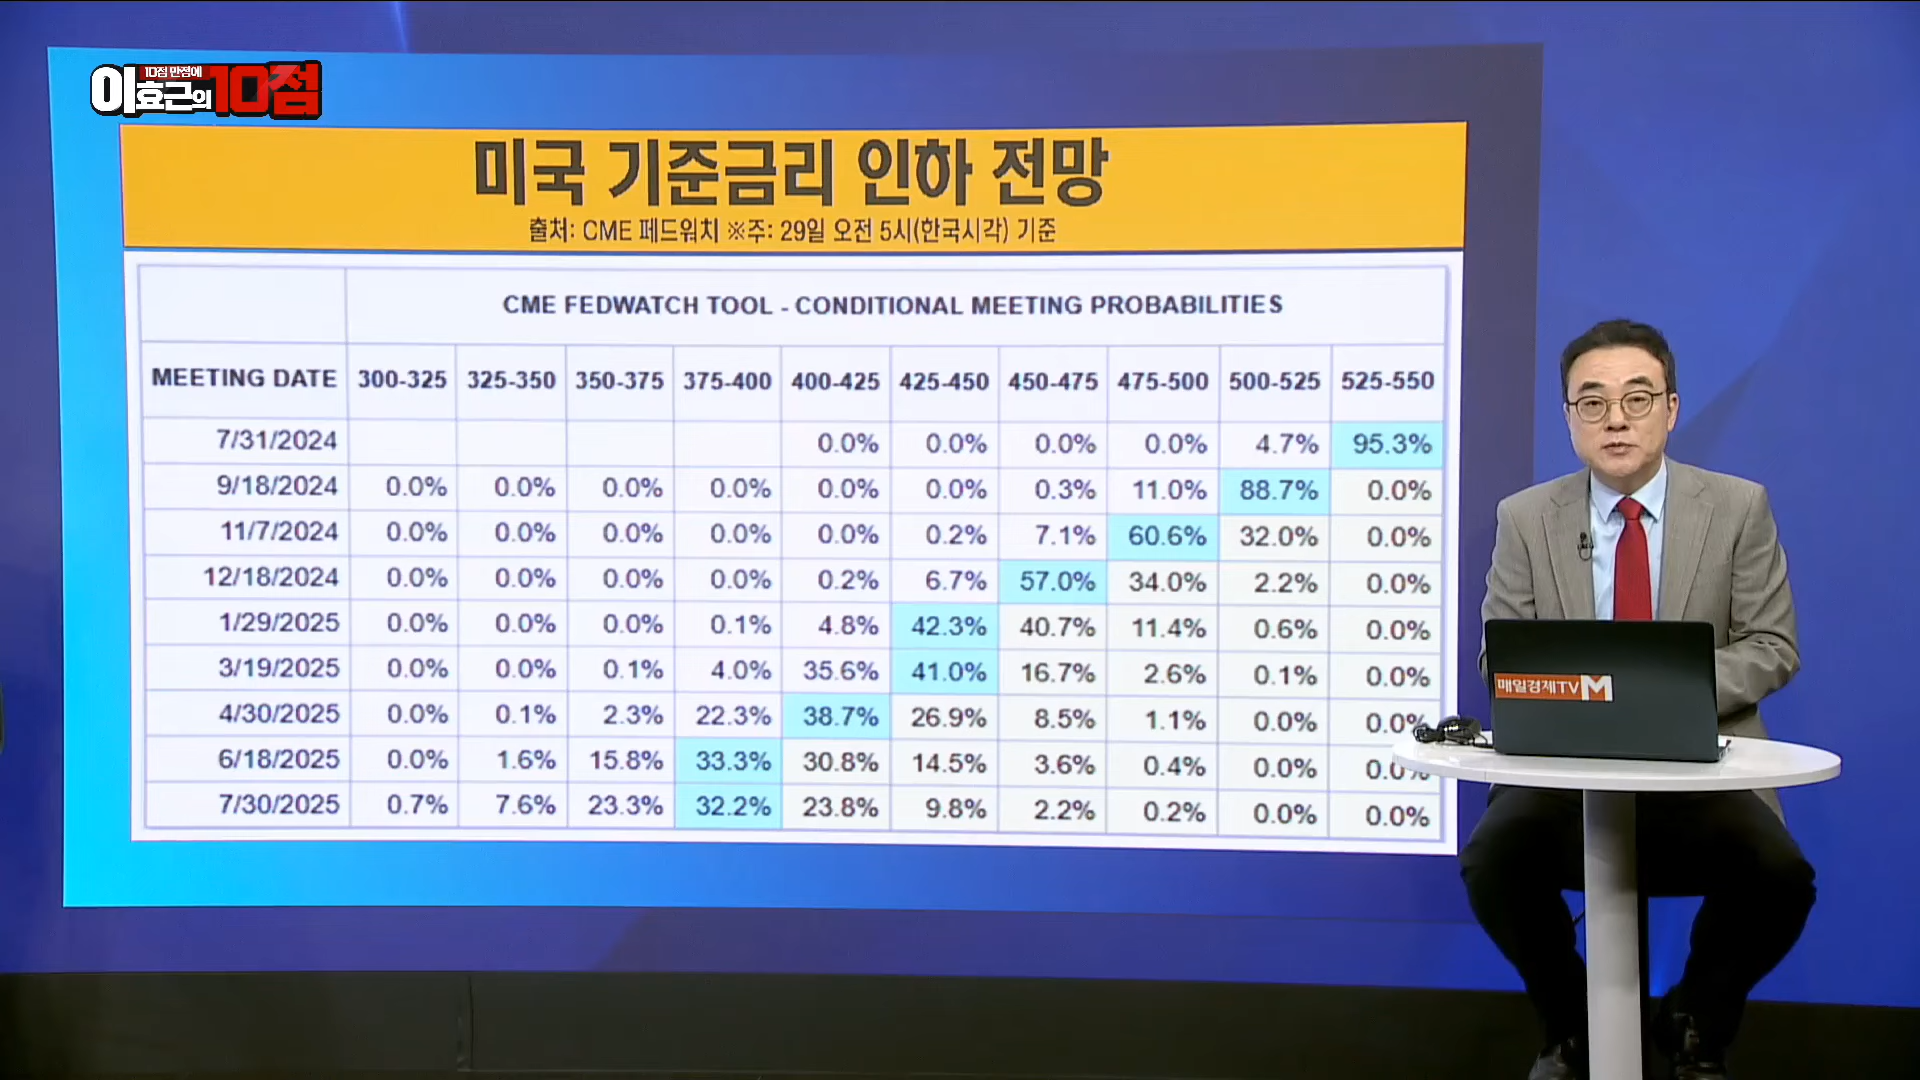 10점 만점에
이효근의 10점
미국 기준금리 인하 전망
출처: CME 페드워치 ※주: 29일 오전 5시(한국시각) 기준
CME FEDWATCH TOOL - CONDITIONAL MEETING PROBABILITIES
MEETING DATE 300-325 325-350 350-375 375-400 400-425 425-450 450-475 475-500 500-525 525-550
7/31/2024 0.0% 0.0% 0.0% 0.0% 4.7% 95.3%
9/18/2024 0.0% 0.0% 0.0% 0.0% 0.0% 0.0% 0.3% 11.0% 88.7% 0.0%
11/7/2024 0.0% 0.0% 0.0% 0.0% 0.0% 0.2% 7.1% 60.6% 32.0% 0.0%
12/18/2024 0.0% 0.0% 0.0% 0.0% 0.2% 6.7% 57.0% 34.0% 2.2% 0.0%
1/29/2025 0.0% 0.0% 0.0% 0.1% 4.8% 42.3% 40.7% 11.4% 0.6% 0.0%
3/19/2025 0.0% 0.0% 0.1% 4.0% 35.6% 41.0% 16.7% 2.6% 0.1% 0.0%
4/30/2025 0.0% 0.1% 2.3% 22.3% 38.7% 26.9% 8.5% 1.1% 0.0% 0.0%
6/18/2025 0.0% 1.6% 15.8% 33.3% 30.8% 14.5% 3.6% 0.4% 0.0% 0.0%
7/30/2025 0.7% 7.6% 23.3% 32.2% 23.8% 9.8% 2.2% 0.2% 0.0% 0.0%
매일경제TV M